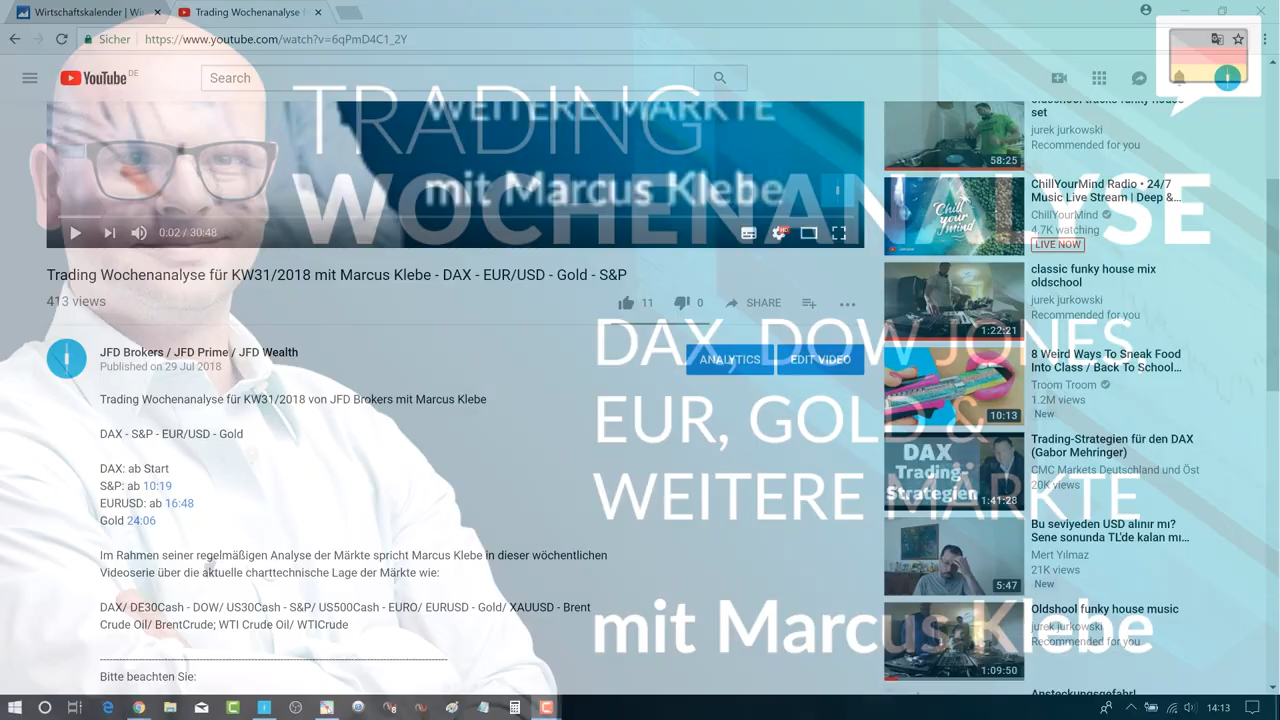 Wirtschaftskalender | Wi
Trading Wochenanalyse
Sicher
https://www.youtube.com/watch?v=6qPmD4C1_2Y
YouTube DE
Search
TRADING
WOCHENANALYSE
WEITERE MÄRKTE
mit Marcus Klebe
0:02 / 30:48
HD
Trading Wochenanalyse für KW31/2018 mit Marcus Klebe - DAX - EUR/USD - Gold - S&P
413 views
11
0
SHARE
JFD Brokers / JFD Prime / JFD Wealth
Published on 29 Jul 2018
ANALYTICS
EDIT VIDEO
Trading Wochenanalyse für KW31/2018 von JFD Brokers mit Marcus Klebe
DAX - S&P - EUR/USD - Gold
DAX: ab Start
S&P: ab 10:19
EURUSD: ab 16:48
Gold 24:06
Im Rahmen seiner regelmäßigen Analyse der Märkte spricht Marcus Klebe in dieser wöchentlichen
Videoserie über die aktuelle charttechnische Lage der Märkte wie:
DAX/ DE30Cash - DOW/ US30Cash - S&P/ US500Cash - EURO/ EURUSD - Gold/ XAUUSD - Brent
Crude Oil/ BrentCrude; WTI Crude Oil/ WTICrude
Bitte beachten Sie:
DAX, DOW JONES,
EUR, GOLD &
WEITERE MÄRKTE
mit Marcus Klebe
oldschool tracks funky house
set
jurek jurkowski
Recommended for you
58:25
Chill your mind
ChillYourMind Radio • 24/7
Music Live Stream | Deep &...
ChillYourMind
4.7K watching
LIVE NOW
classic funky house mix
oldschool
jurek jurkowski
Recommended for you
1:22:21
8 Weird Ways To Sneak Food
Into Class / Back To School...
Troom Troom
1.2M views
New
10:13
DAX
Trading-
Strategien
1:41:28
Trading-Strategien für den DAX
(Gabor Mehringer)
CMC Markets Deutschland und Öst
20K views
Bu seviyeden USD alınır mı?
Sene sonunda TL'de kalan mı...
Mert Yılmaz
21K views
New
5:47
Oldshool funky house music
jurek jurkowski
Recommended for you
1:09:50
Ansteckungsgefahr!
14:13